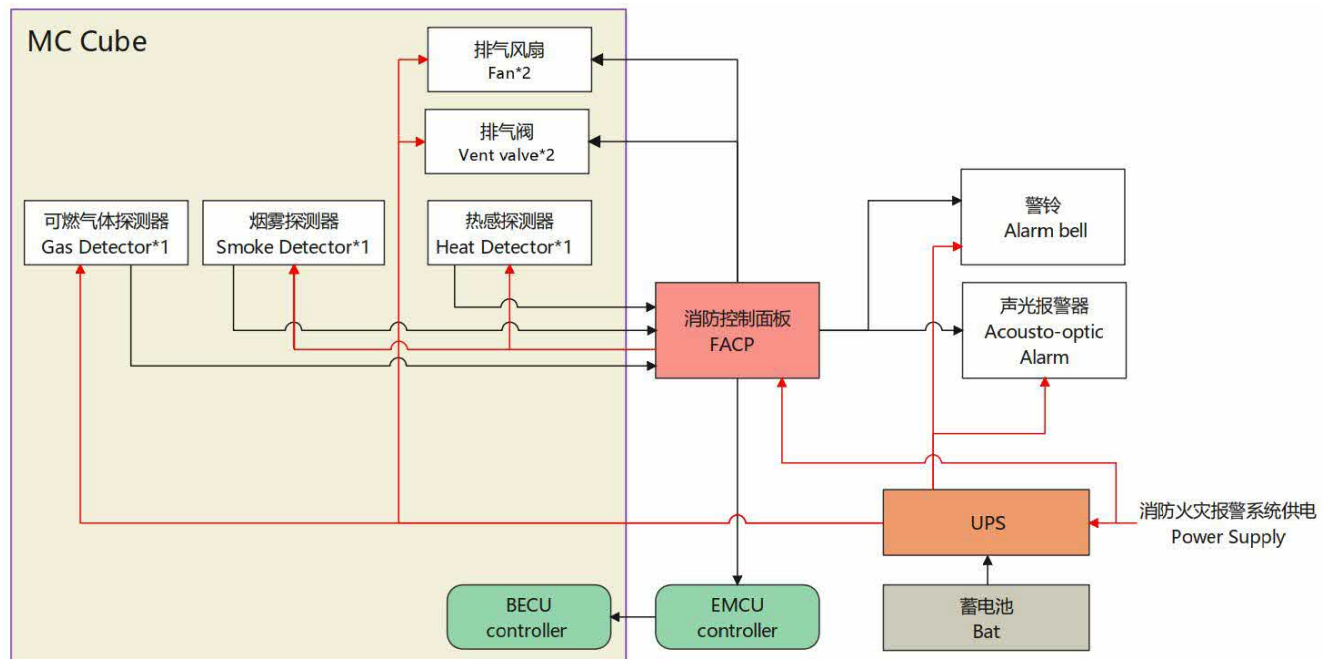 MC Cube
排气风扇
Fan*2
排气阀
Vent valve*2
可燃气体探测器
Gas Detector*1
烟雾探测器
Smoke Detector*1
热感探测器
Heat Detector*1
警铃
Alarm bell
消防控制面板
FACP
声光报警器
Acousto-optic
Alarm
UPS
消防火灾报警系统供电
Power Supply
BECU
controller
EMCU
controller
蓄电池
Bat